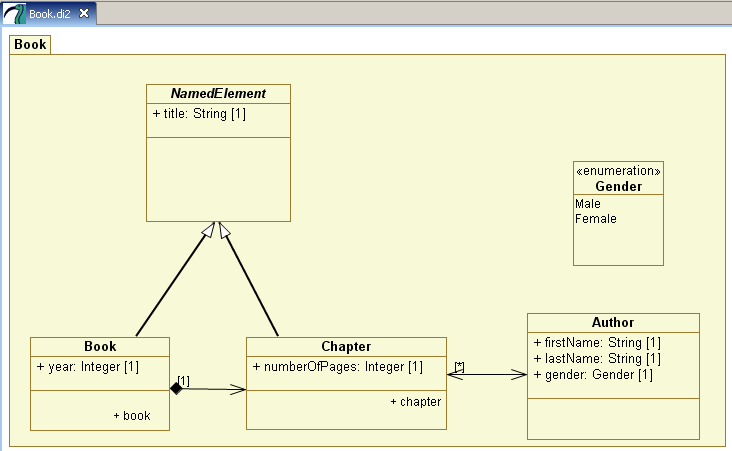 Book.di2
Book
NamedElement
+ title: String [1]
«enumeration»
Gender
Male
Female
Book
+ year: Integer [1]
[1]
+ book
Chapter
+ numberOfPages: Integer [1]
[*]
+ chapter
Author
+ firstName: String [1]
+ lastName: String [1]
+ gender: Gender [1]